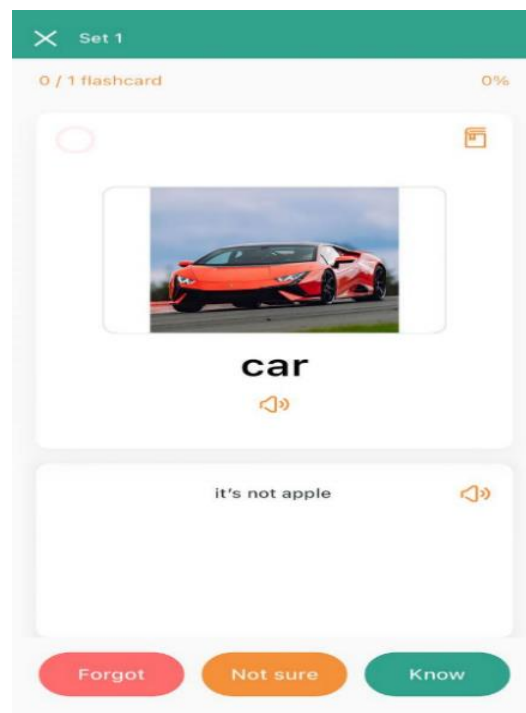 Set 1
0 / 1 flashcard 0%
car
it's not apple
Forgot Not sure Know